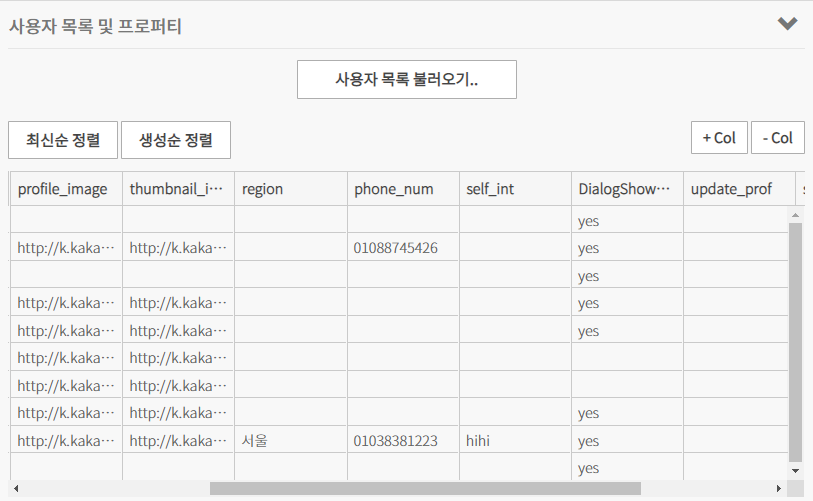 사용자 목록 및 프로퍼티
사용자 목록 불러오기..
최신순 정렬 생성순 정렬 + Col - Col
profile_image thumbnail_i… region phone_num self_int DialogShow… update_prof
yes
http://k.kaka… http://k.kaka… 01088745426 yes
yes
http://k.kaka… http://k.kaka… yes
http://k.kaka… http://k.kaka… yes
http://k.kaka… http://k.kaka…
http://k.kaka… http://k.kaka…
http://k.kaka… http://k.kaka… yes
http://k.kaka… http://k.kaka… 서울 01038381223 hihi yes
yes